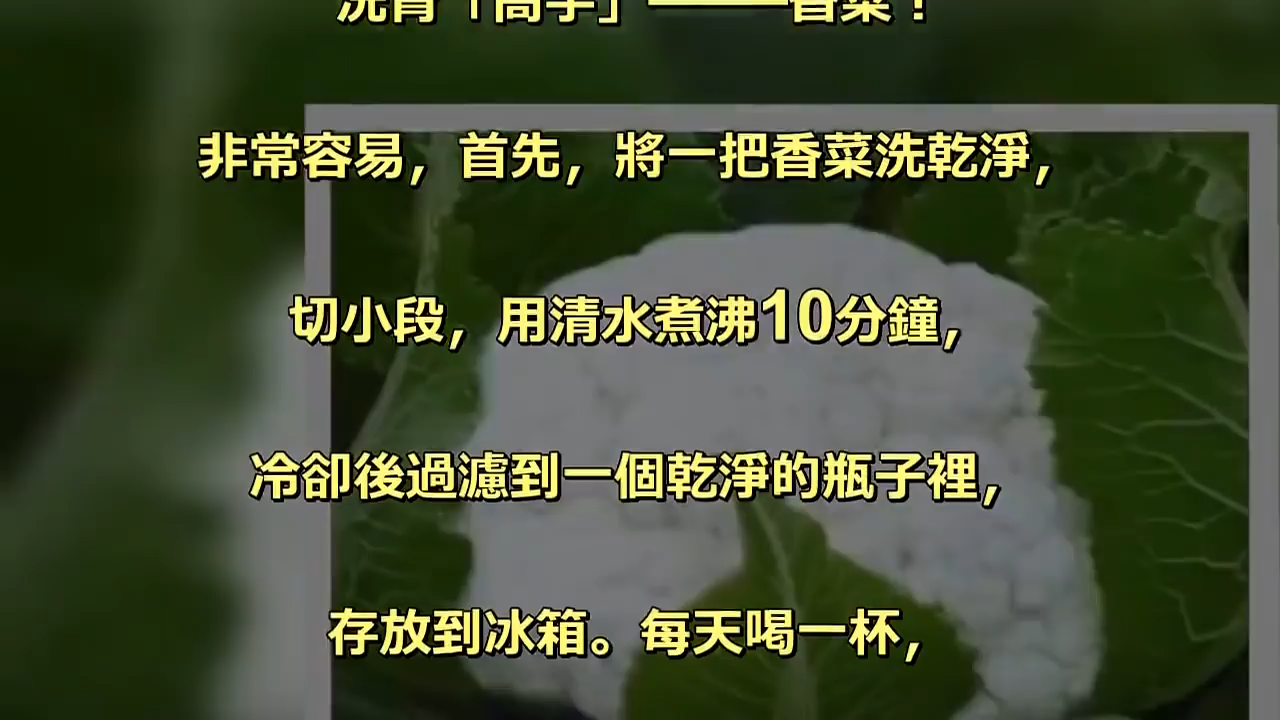 洗腎「高手」———香菜！
非常容易，首先，將一把香菜洗乾淨，
切小段，用清水煮沸10分鐘，
冷卻後過濾到一個乾淨的瓶子裡，
存放到冰箱。每天喝一杯，